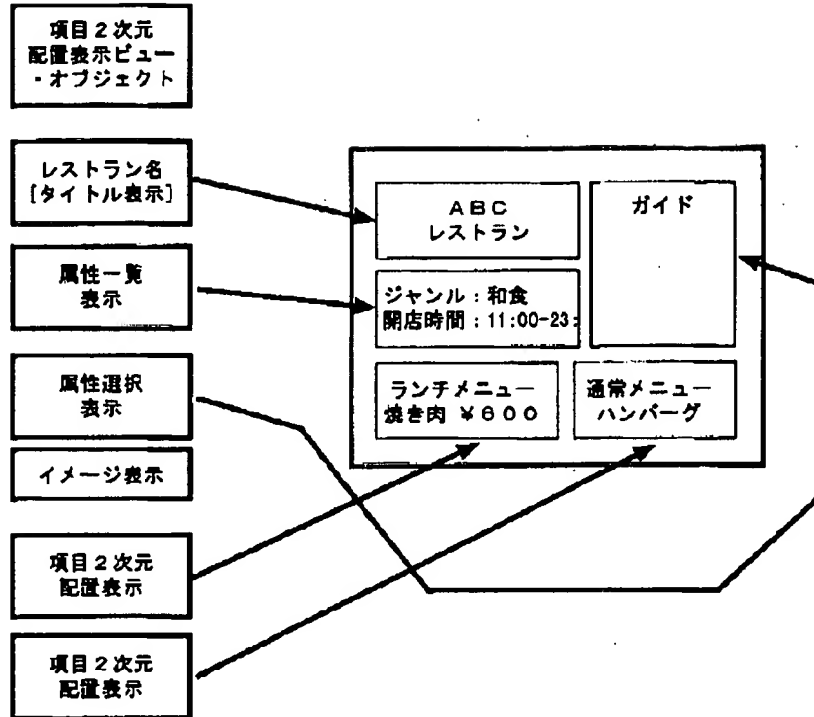 項目２次元
配置表示ビュー
・オブジェクト
レストラン名
［タイトル表示］
属性一覧
表示
属性選択
表示
イメージ表示
項目２次元
配置表示
項目２次元
配置表示
ＡＢＣ
レストラン
ガイド
ジャンル：和食
開店時間：11:00-23:
ランチメニュー
焼き肉 ￥６００
通常メニュー
ハンバーグ